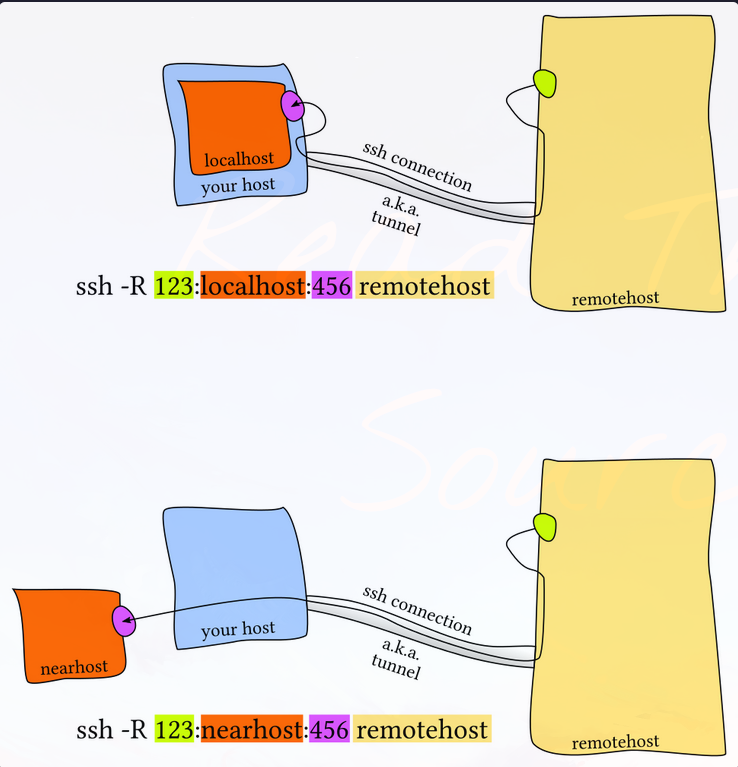 localhost
your host
ssh connection
a.k.a.
tunnel
remotehost
ssh -R 123:localhost:456 remotehost
nearhost
your host
ssh connection
a.k.a.
tunnel
remotehost
ssh -R 123:nearhost:456 remotehost